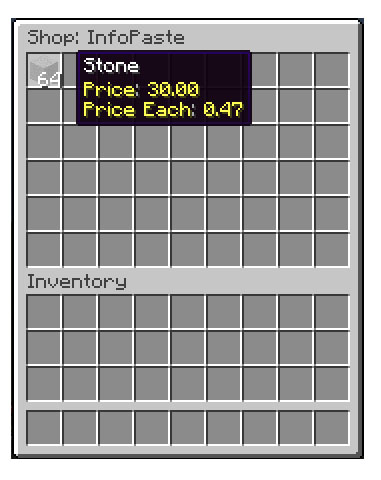 Shop: InfoPaste
64
Stone
Price: 30.00
Price Each: 0.47
Inventory